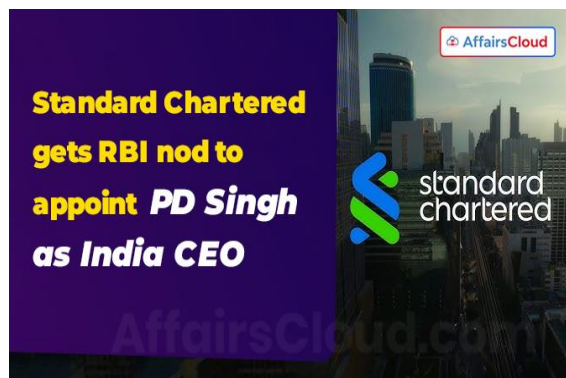 AffairsCloud
Standard Chartered
gets RBI nod to
appoint PD Singh
as India CEO
standard
chartered
AffairsCloud.com